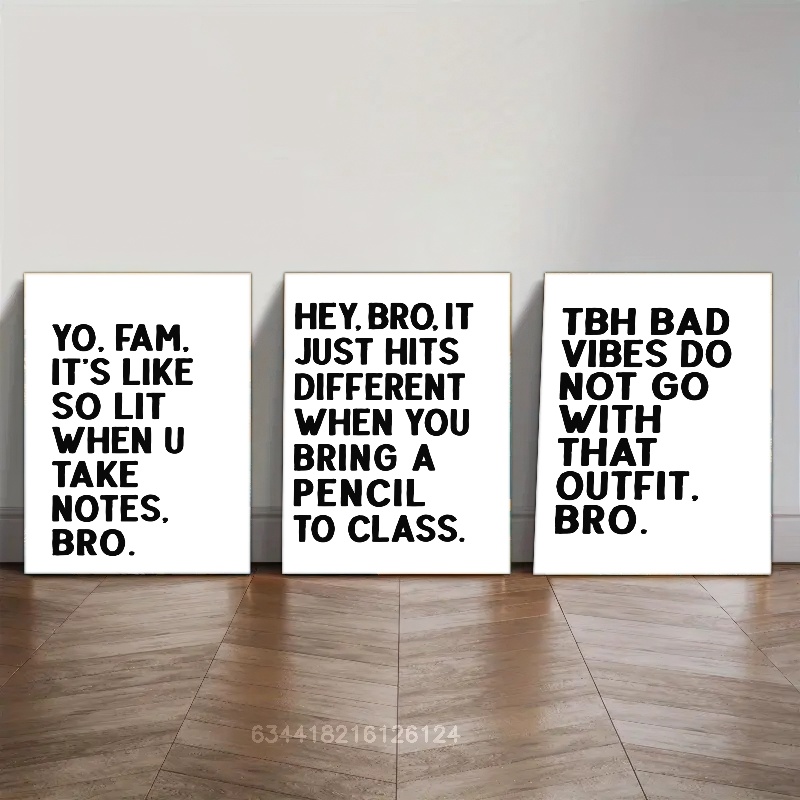 YO, FAM,
IT'S LIKE
SO LIT
WHEN U
TAKE
NOTES,
BRO.
HEY, BRO, IT
JUST HITS
DIFFERENT
WHEN YOU
BRING A
PENCIL
TO CLASS.
TBH BAD
VIBES DO
NOT GO
WITH
THAT
OUTFIT,
BRO.
634418216126124